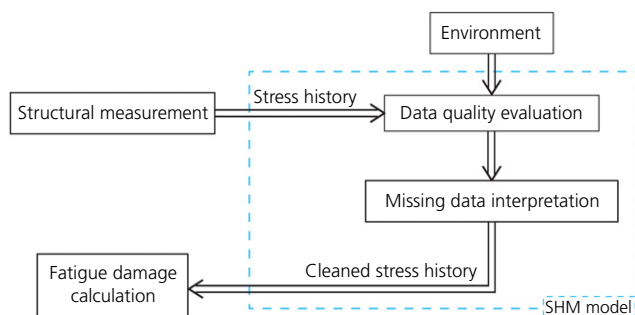 Environment
Stress history
Structural measurement
Data quality evaluation
Missing data interpretation
Cleaned stress history
Fatigue damage
calculation
SHM model